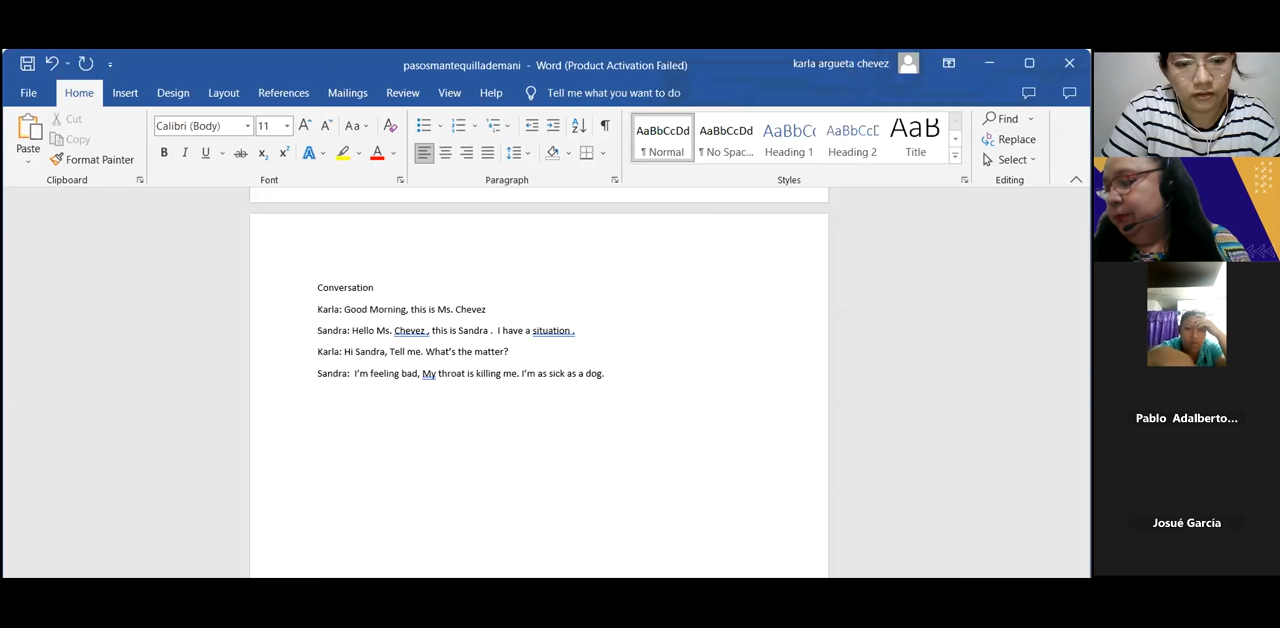 pasosmantequillademani - Word (Product Activation Failed)
karla argueta chevez
File Home Insert Design Layout References Mailings Review View Help Tell me what you want to do
Paste
Cut
Copy
Format Painter
Clipboard
Calibri (Body) 11
Font
Paragraph
AaBbCcDd AaBbCcDd AaBbC AaBbCcD AaB
¶ Normal ¶ No Spac... Heading 1 Heading 2 Title
Styles
Find
Replace
Select
Editing
Conversation
Karla: Good Morning, this is Ms. Chevez
Sandra: Hello Ms. Chevez , this is Sandra . I have a situation .
Karla: Hi Sandra, Tell me. What's the matter?
Sandra: I'm feeling bad, My throat is killing me. I'm as sick as a dog.
Pablo Adalberto...
Josué García